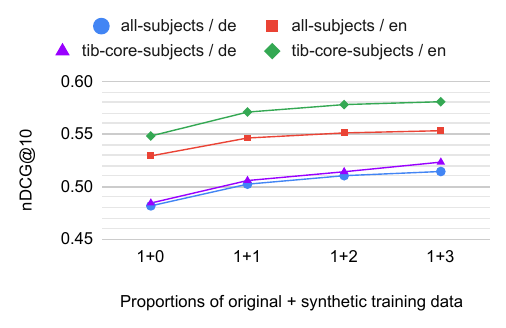 all-subjects / de all-subjects / en
tib-core-subjects / de tib-core-subjects / en
0.60
0.55
0.50
0.45
nDCG@10
1+0 1+1 1+2 1+3
Proportions of original + synthetic training data